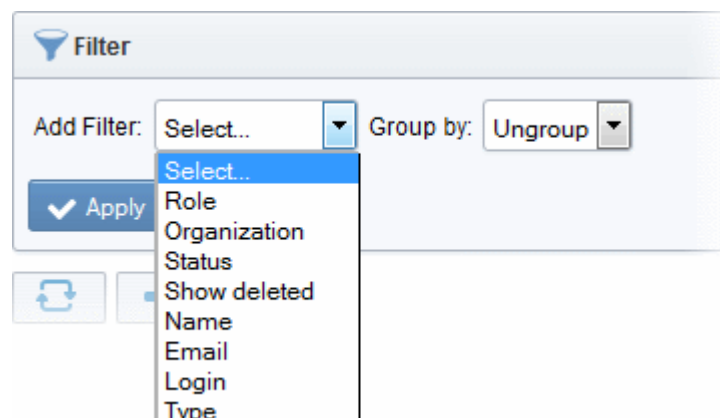 Filter
Add Filter: Select... Group by: Ungroup
Select...
Apply Role
Organization
Status
Show deleted
Name
Email
Login
Type